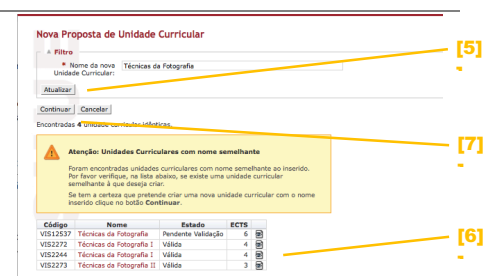 Nova Proposta de Unidade Curricular
Filtro
* Nome da nova Unidade Curricular: Técnicas da Fotografia
Atualizar
[5]
Continuar Cancelar
Encontradas 4 unidade curricular idênticas.
[7]
Atenção: Unidades Curriculares com nome semelhante
Foram encontradas unidades curriculares com nome semelhante ao inserido.
Por favor verifique, na lista abaixo, se existe uma unidade curricular
semelhante à que deseja criar.
Se tem a certeza que pretende criar uma nova unidade curricular com o nome
inserido clique no botão Continuar.
Código Nome Estado ECTS
VIS12537 Técnicas da Fotografia Pendente Validação 6
VIS2272 Técnicas da Fotografia I Válida 4
VIS2244 Técnicas da Fotografia I Válida 4
VIS2273 Técnicas da Fotografia II Válida 3
[6]